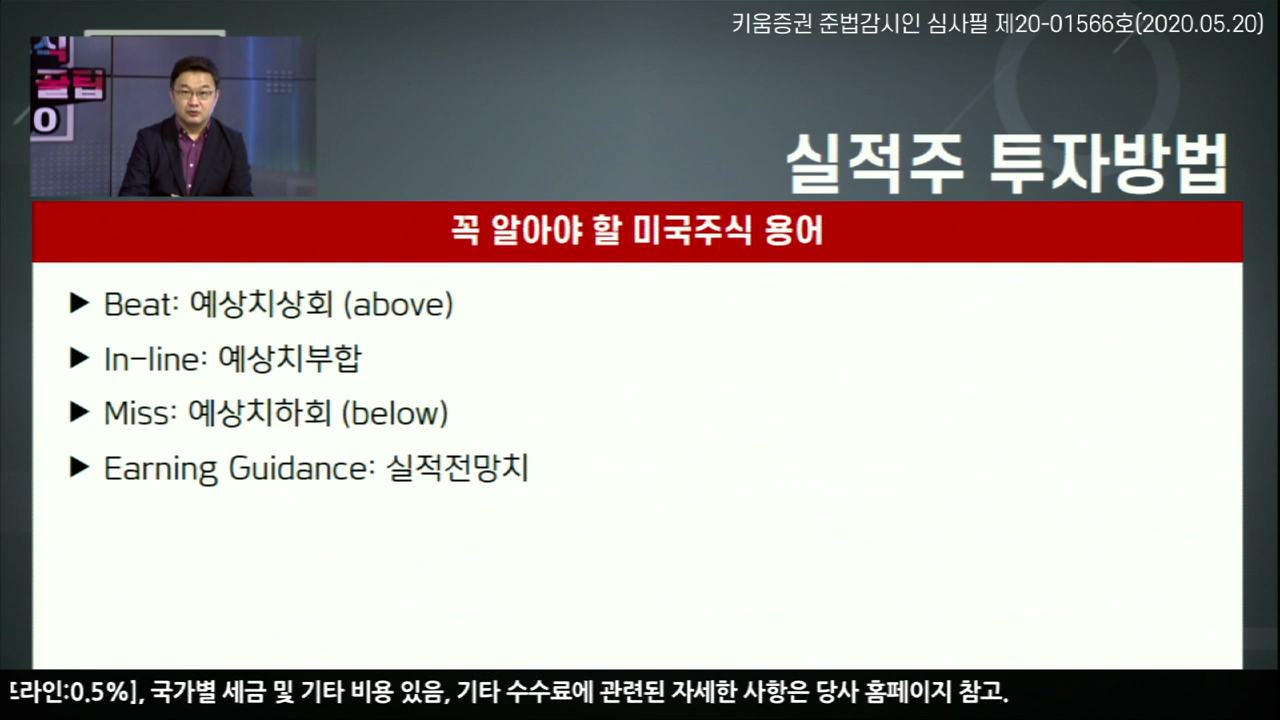 키움증권 준법감시인 심사필 제20-01566호(2020.05.20)
식
꿀팁
0
실적주 투자방법
꼭 알아야 할 미국주식 용어
▶ Beat: 예상치상회 (above)
▶ In-line: 예상치부합
▶ Miss: 예상치하회 (below)
▶ Earning Guidance: 실적전망치
라인:0.5%], 국가별 세금 및 기타 비용 있음, 기타 수수료에 관련된 자세한 사항은 당사 홈페이지 참고.